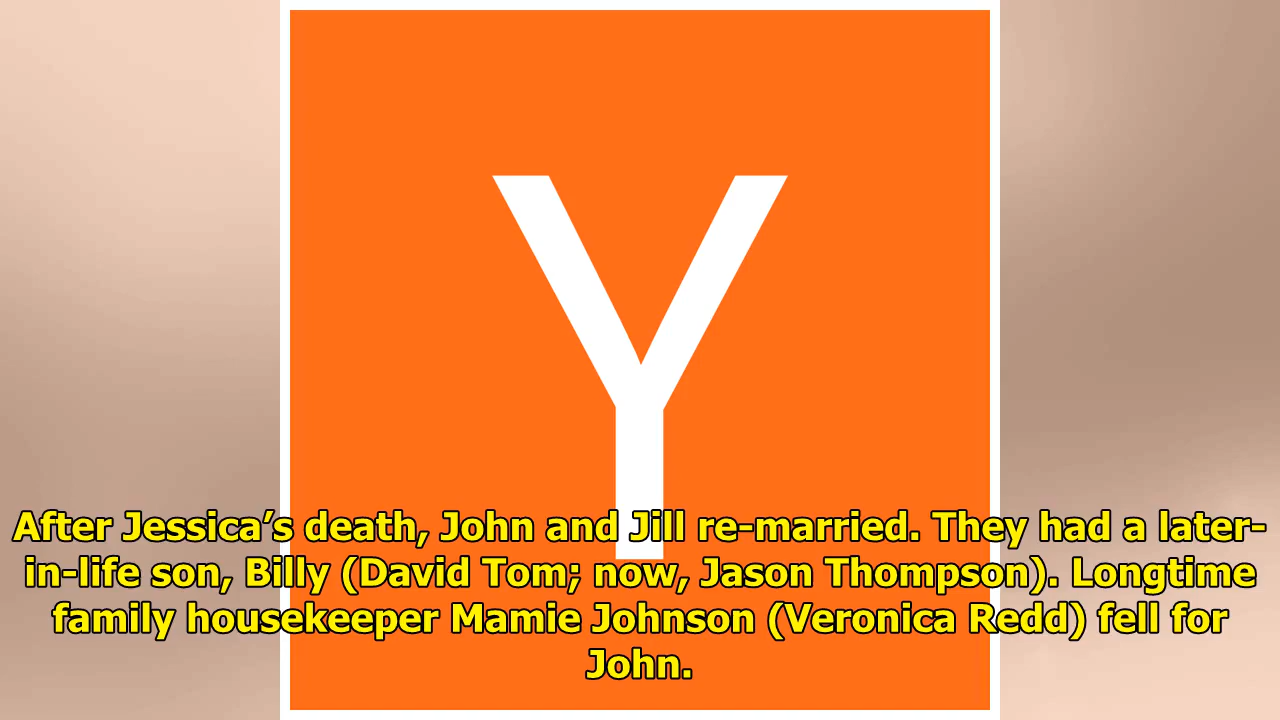 Y
After Jessica’s death, John and Jill re-married. They had a later-
in-life son, Billy (David Tom; now, Jason Thompson). Longtime
family housekeeper Mamie Johnson (Veronica Redd) fell for
John.